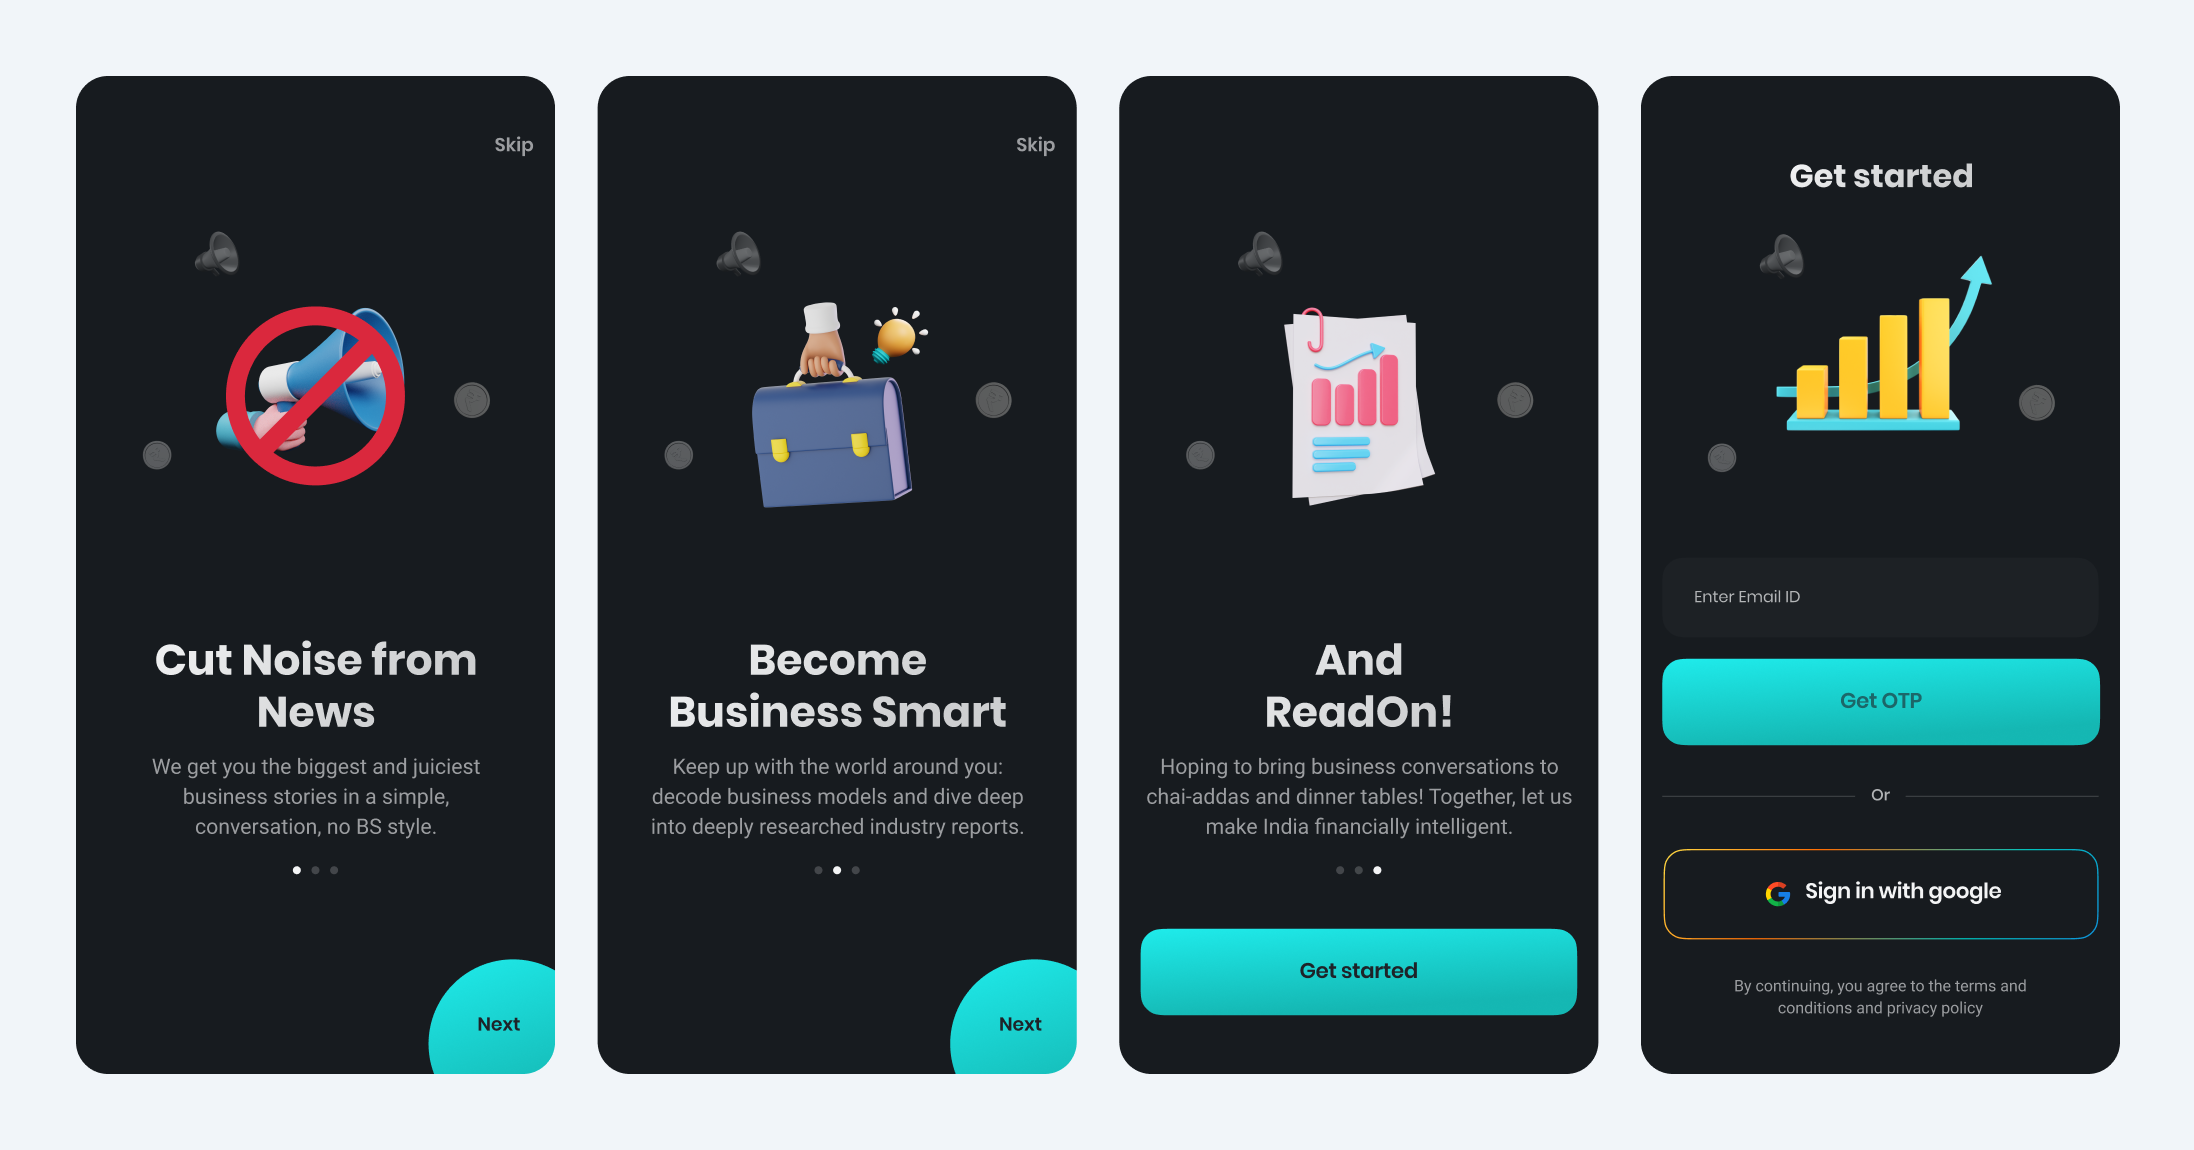 Skip
Cut Noise from
News
We get you the biggest and juiciest
business stories in a simple,
conversation, no BS style.
Next
Skip
Become
Business Smart
Keep up with the world around you:
decode business models and dive deep
into deeply researched industry reports.
Next
And
ReadOn!
Hoping to bring business conversations to
chai-addas and dinner tables! Together, let us
make India financially intelligent.
Get started
Get started
Enter Email ID
Get OTP
Or
Sign in with google
By continuing, you agree to the terms and
conditions and privacy policy